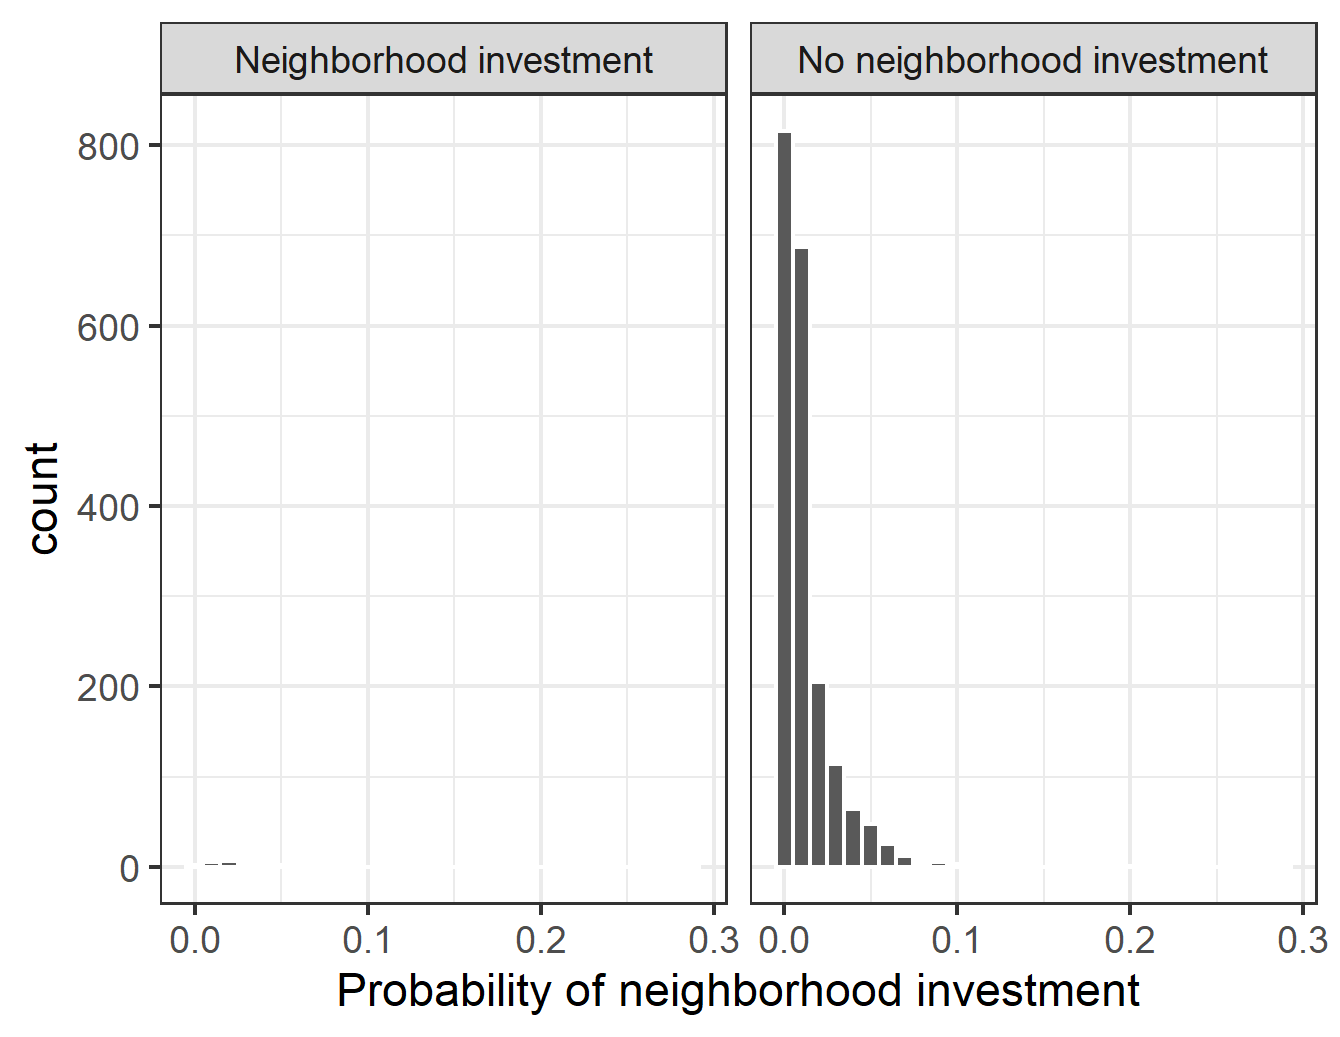 Neighborhood investment
No neighborhood investment
800
600
400
200
0
count
0.0 0.1 0.2 0.3
0.0 0.1 0.2 0.3
Probability of neighborhood investment